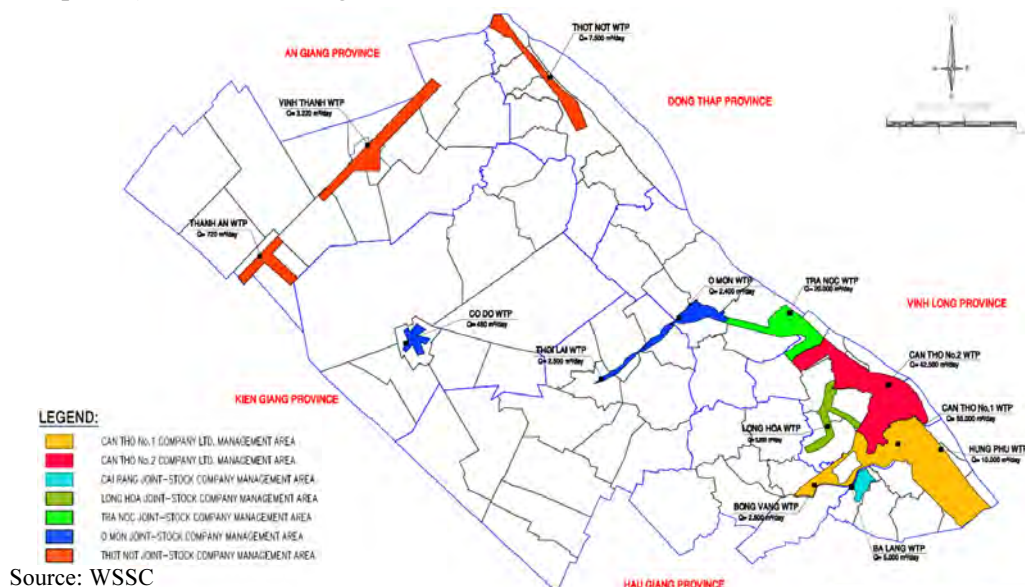 THOT NOT WTP
Q= 7.500 m³/day
AN GIANG PROVINCE
VINH THANH WTP
Q= 3.220 m³/day
DONG THAP PROVINCE
THANH AN WTP
Q= 720 m³/day
O MON WTP
Q= 2.400 m³/day
TRA NOC WTP
Q= 20.000 m³/day
VINH LONG PROVINCE
CO DO WTP
THOI LAI WTP
Q= 2.500 m³/day
CAN THO No.2 WTP
Q= 42.500 m³/day
KIEN GIANG PROVINCE
CAN THO No.1 WTP
Q= 55.000 m³/day
LONG HOA WTP
HUNG PHU WTP
Q= 10.000 m³/day
BONG VANG WTP
BA LANG WTP
Q= 5.000 m³/day
HAU GIANG PROVINCE
LEGEND:
CAN THO No.1 COMPANY LTD. MANAGEMENT AREA
CAN THO No.2 COMPANY LTD. MANAGEMENT AREA
CAI RANG JOINT-STOCK COMPANY MANAGEMENT AREA
LONG HOA JOINT-STOCK COMPANY MANAGEMENT AREA
TRA NOC JOINT-STOCK COMPANY MANAGEMENT AREA
O MON JOINT-STOCK COMPANY MANAGEMENT AREA
THOT NOT JOINT-STOCK COMPANY MANAGEMENT AREA
Source: WSSC